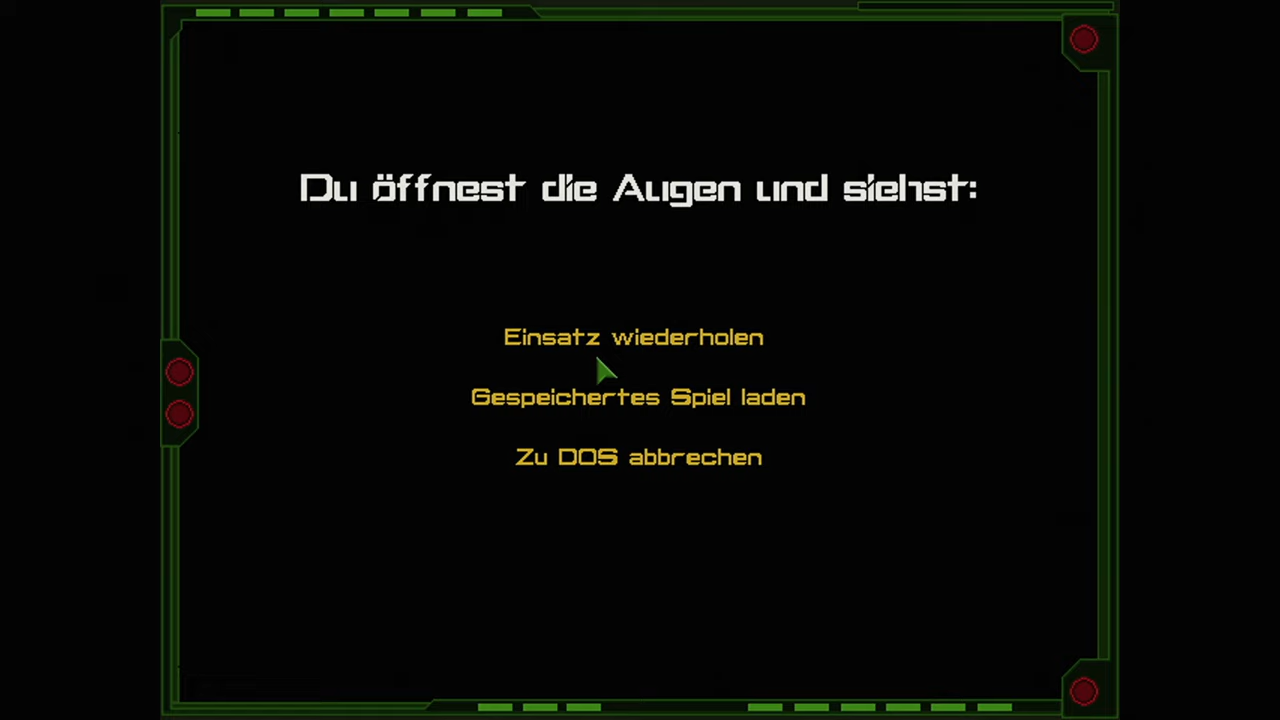 Du öffnest die Augen und siehst:
Einsatz wiederholen
Gespeichertes Spiel laden
Zu DOS abbrechen